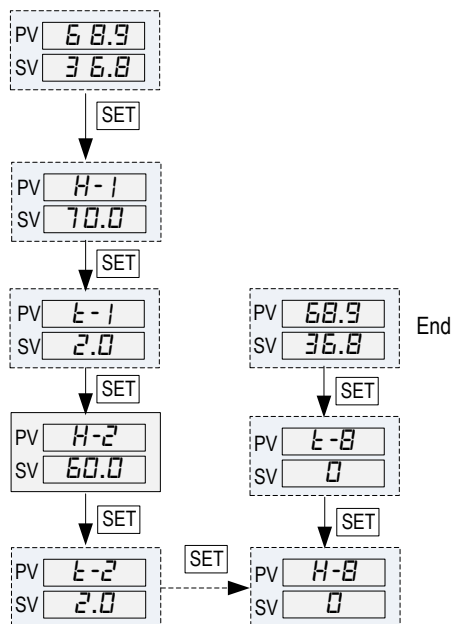 PV 68.9
SV 36.8
SET
PV H-1
SV 70.0
SET
PV t-1
SV 2.0
SET
PV H-2
SV 60.0
SET
PV t-2
SV 2.0
SET
PV H-8
SV 0
SET
PV t-8
SV 0
SET
PV 68.9
SV 36.8
End